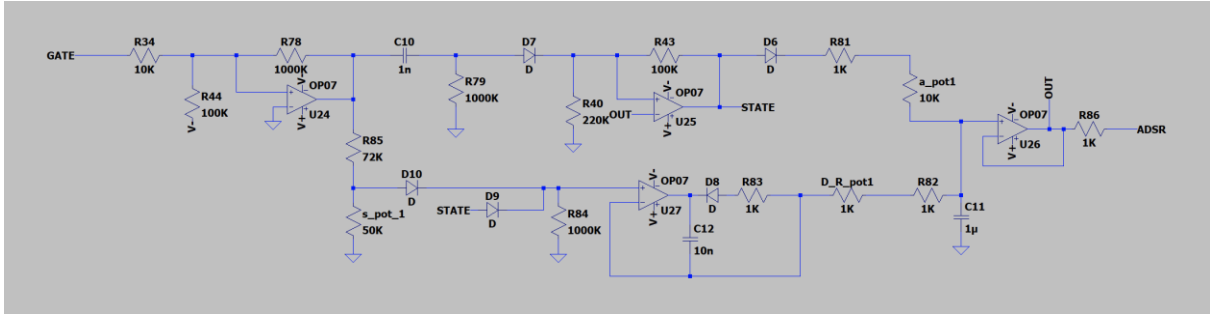 GATE
R34
10K
R44
100K
V-
R78
1000K
V-
OP07
V+
U24
C10
1n
R79
1000K
D7
D
R40
220K
R43
100K
V-
OP07
OUT
V+
U25
STATE
D6
D
R81
1K
a_pot1
10K
V-
OP07
V+
U26
OUT
R86
1K
ADSR
R85
72K
s_pot_1
50K
D10
D
STATE
D9
D
R84
1000K
V-
OP07
V+
U27
C12
10n
D8
D
R83
1K
D_R_pot1
1K
R82
1K
C11
1µ